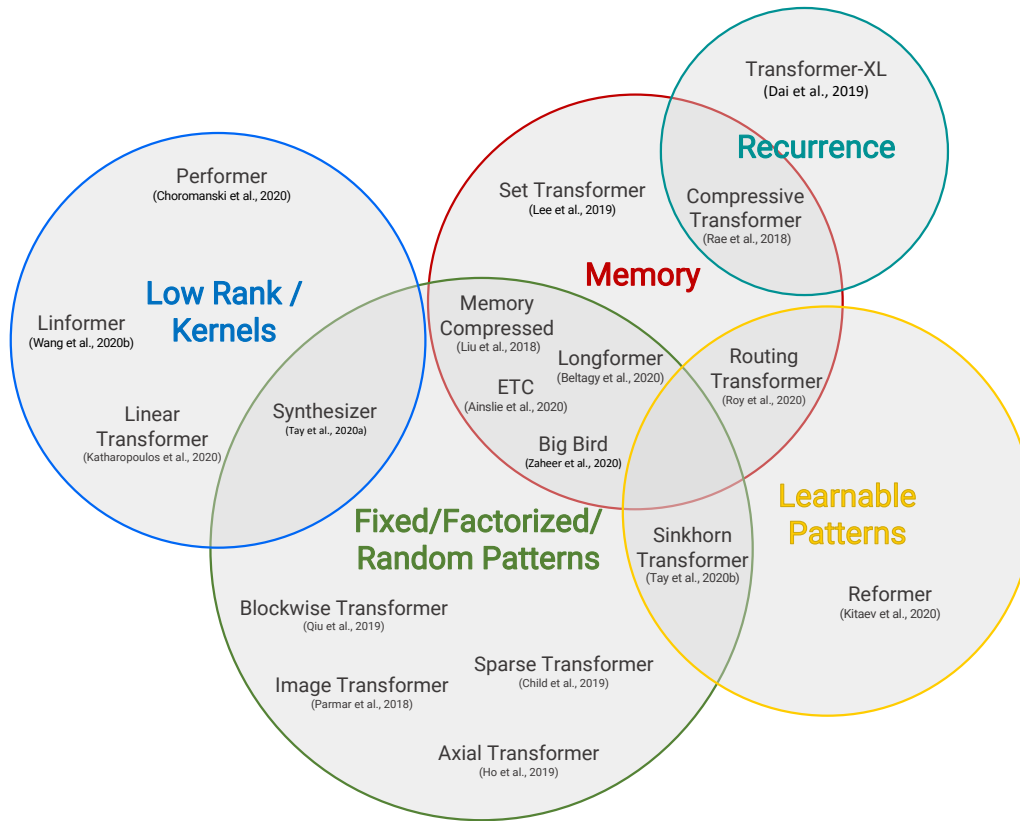 Transformer-XL
(Dai et al., 2019)
Recurrence
Compressive
Transformer
(Rae et al., 2018)
Performer
(Choromanski et al., 2020)
Set Transformer
(Lee et al., 2019)
Memory
Low Rank /
Kernels
Linformer
(Wang et al., 2020b)
Memory
Compressed
(Liu et al., 2018)
Longformer
(Beltagy et al., 2020)
Routing
Transformer
(Roy et al., 2020)
ETC
(Ainslie et al., 2020)
Linear
Transformer
(Katharopoulos et al., 2020)
Synthesizer
(Tay et al., 2020a)
Big Bird
(Zaheer et al., 2020)
Learnable
Patterns
Fixed/Factorized/
Random Patterns
Sinkhorn
Transformer
(Tay et al., 2020b)
Reformer
(Kitaev et al., 2020)
Blockwise Transformer
(Qiu et al., 2019)
Sparse Transformer
(Child et al., 2019)
Image Transformer
(Parmar et al., 2018)
Axial Transformer
(Ho et al., 2019)